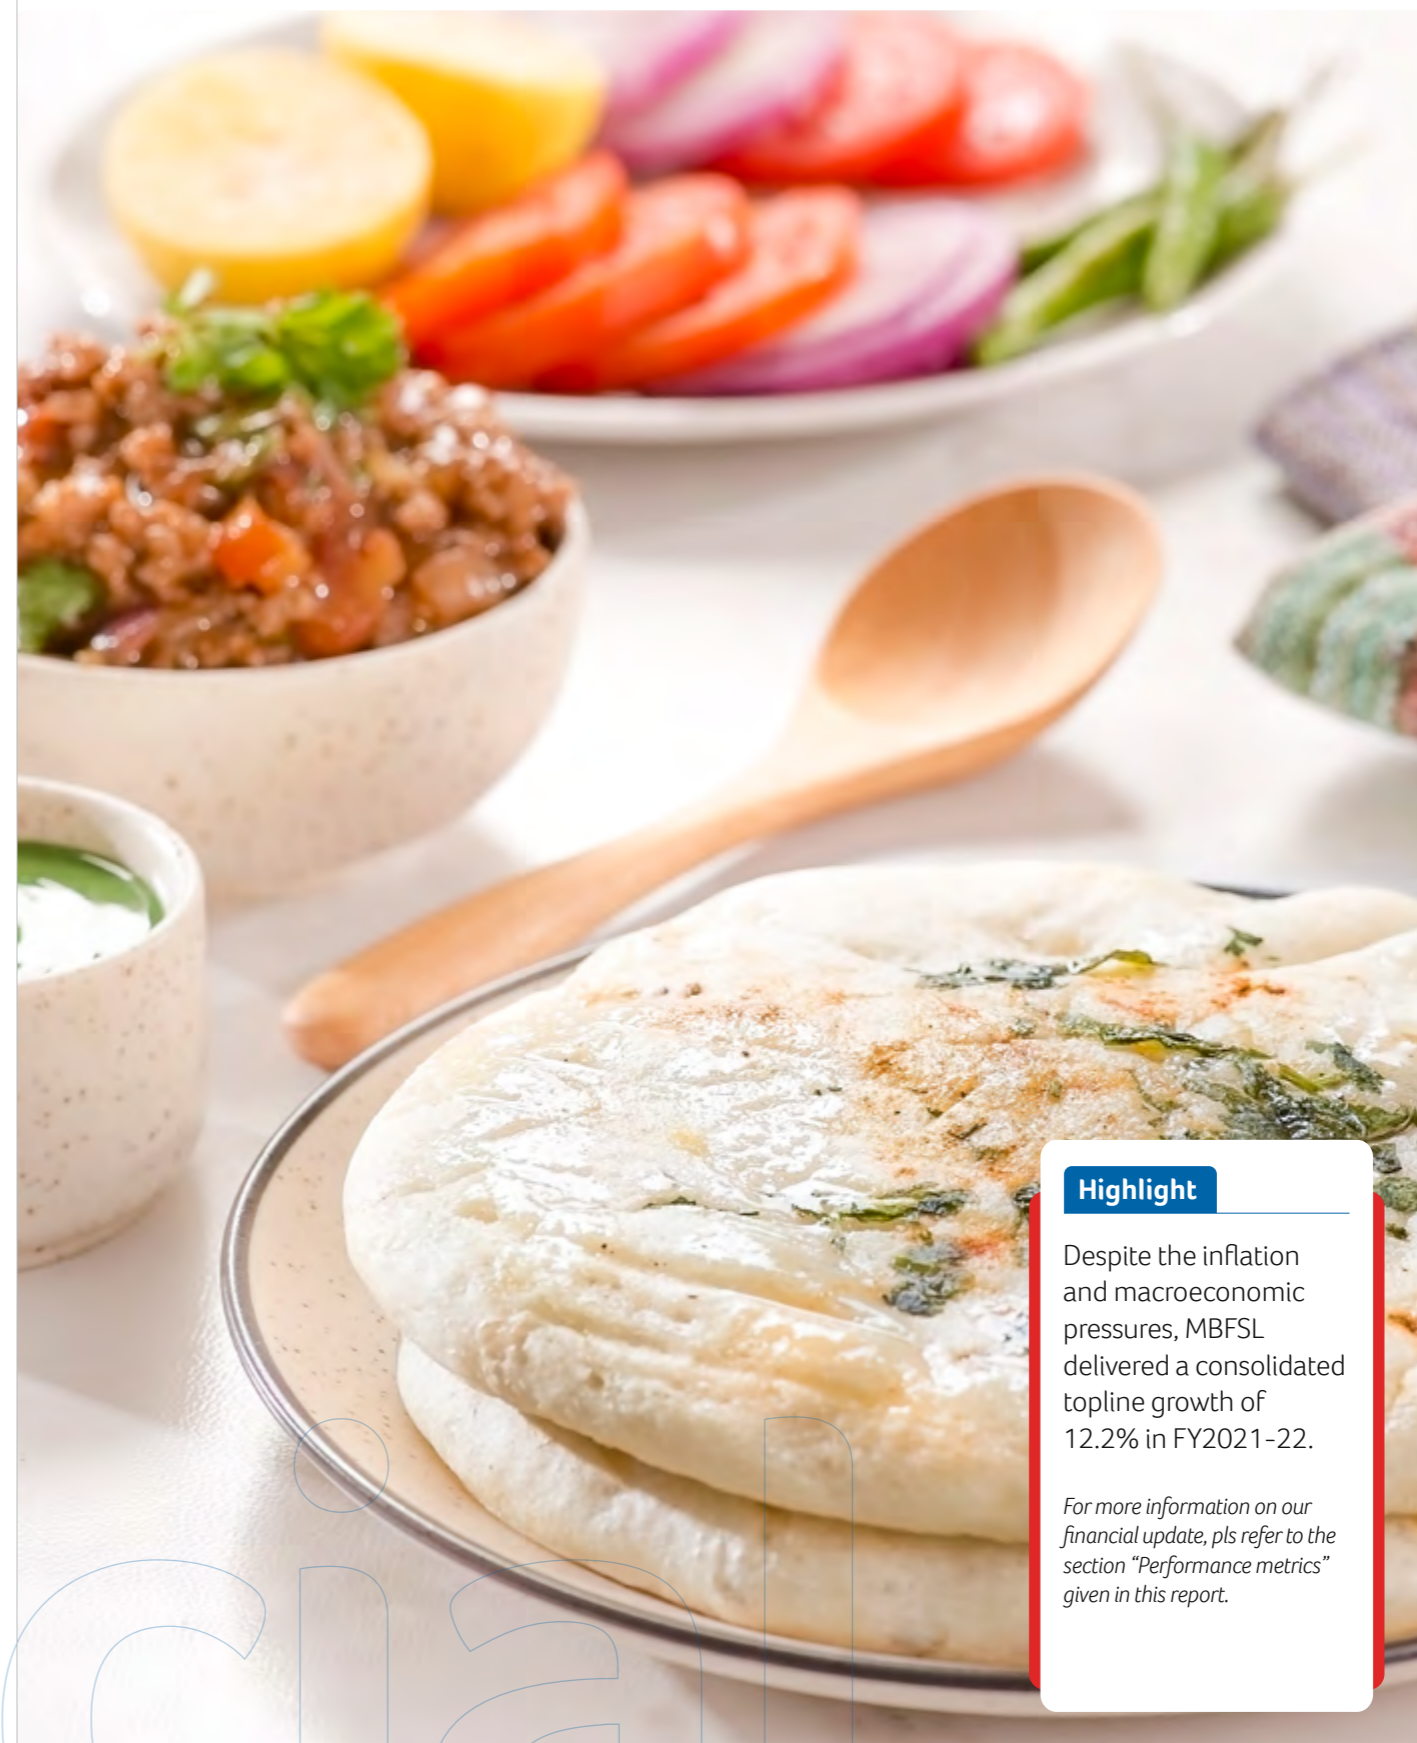 Highlight
Despite the inflation
and macroeconomic
pressures, MBFSL
delivered a consolidated
topline growth of
12.2% in FY2021-22.
For more information on our
financial update, pls refer to the
section “Performance metrics”
given in this report.
cial